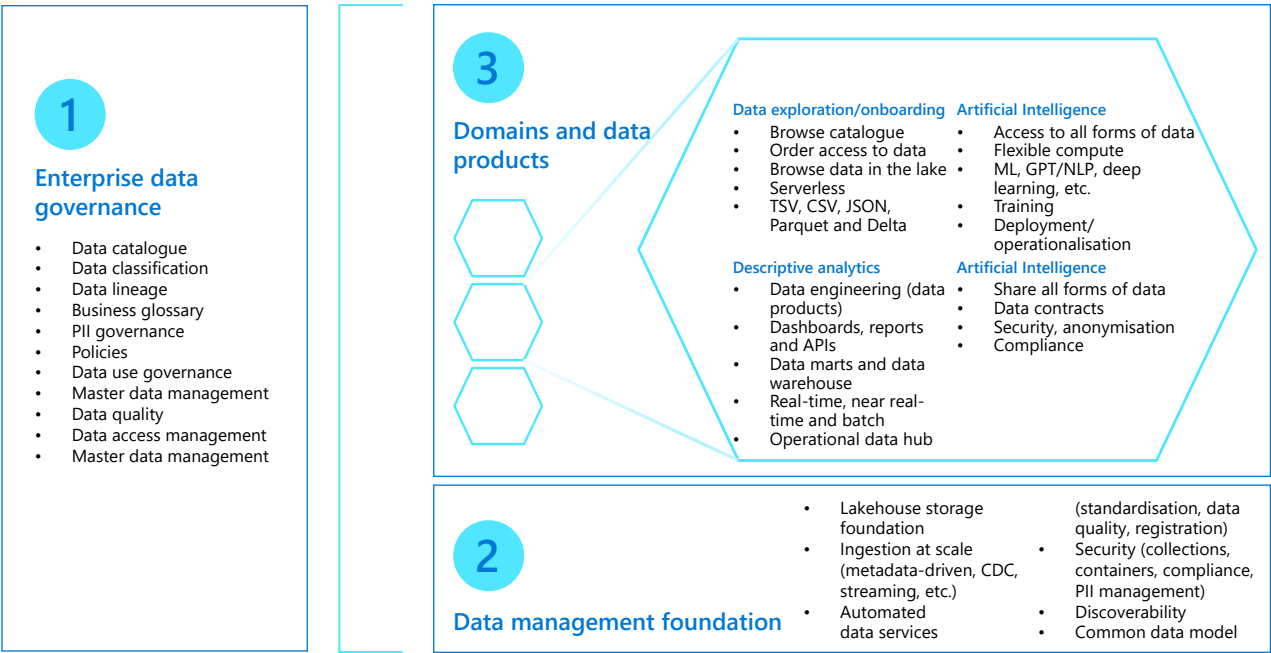 1
Enterprise data
governance
• Data catalogue
• Data classification
• Data lineage
• Business glossary
• PII governance
• Policies
• Data use governance
• Master data management
• Data quality
• Data access management
• Master data management
3
Domains and data
products
Data exploration/onboarding
• Browse catalogue
• Order access to data
• Browse data in the lake
• Serverless
• TSV, CSV, JSON,
Parquet and Delta
Artificial Intelligence
• Access to all forms of data
• Flexible compute
• ML, GPT/NLP, deep
learning, etc.
• Training
• Deployment/
operationalisation
Descriptive analytics
• Data engineering (data
products)
• Dashboards, reports
and APIs
• Data marts and data
warehouse
• Real-time, near real-
time and batch
• Operational data hub
Artificial Intelligence
• Share all forms of data
• Data contracts
• Security, anonymisation
• Compliance
2
Data management foundation
• Lakehouse storage
foundation
• Ingestion at scale
(metadata-driven, CDC,
streaming, etc.)
• Automated
data services
(standardisation, data
quality, registration)
• Security (collections,
containers, compliance,
PII management)
• Discoverability
• Common data model